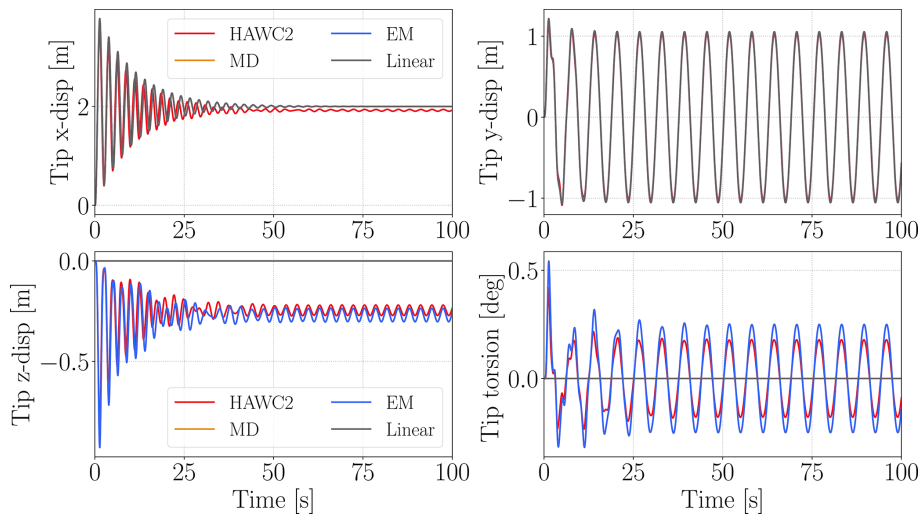 Tip x-disp [m]
2
0
HAWC2
MD
EM
Linear
0 25 50 75 100
Tip y-disp [m]
1
0
−1
0 25 50 75 100
Tip z-disp [m]
0.0
−0.5
HAWC2
MD
EM
Linear
0 25 50 75 100
Time [s]
Tip torsion [deg]
0.5
0.0
0 25 50 75 100
Time [s]